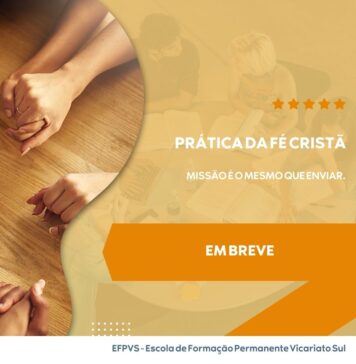 PRÁTICA DA FÉ CRISTÃ
MISSÃO É O MESMO QUE ENVIAR.
EM BREVE
EFPVS - Escola de Formação Permanente Vicariato Sul